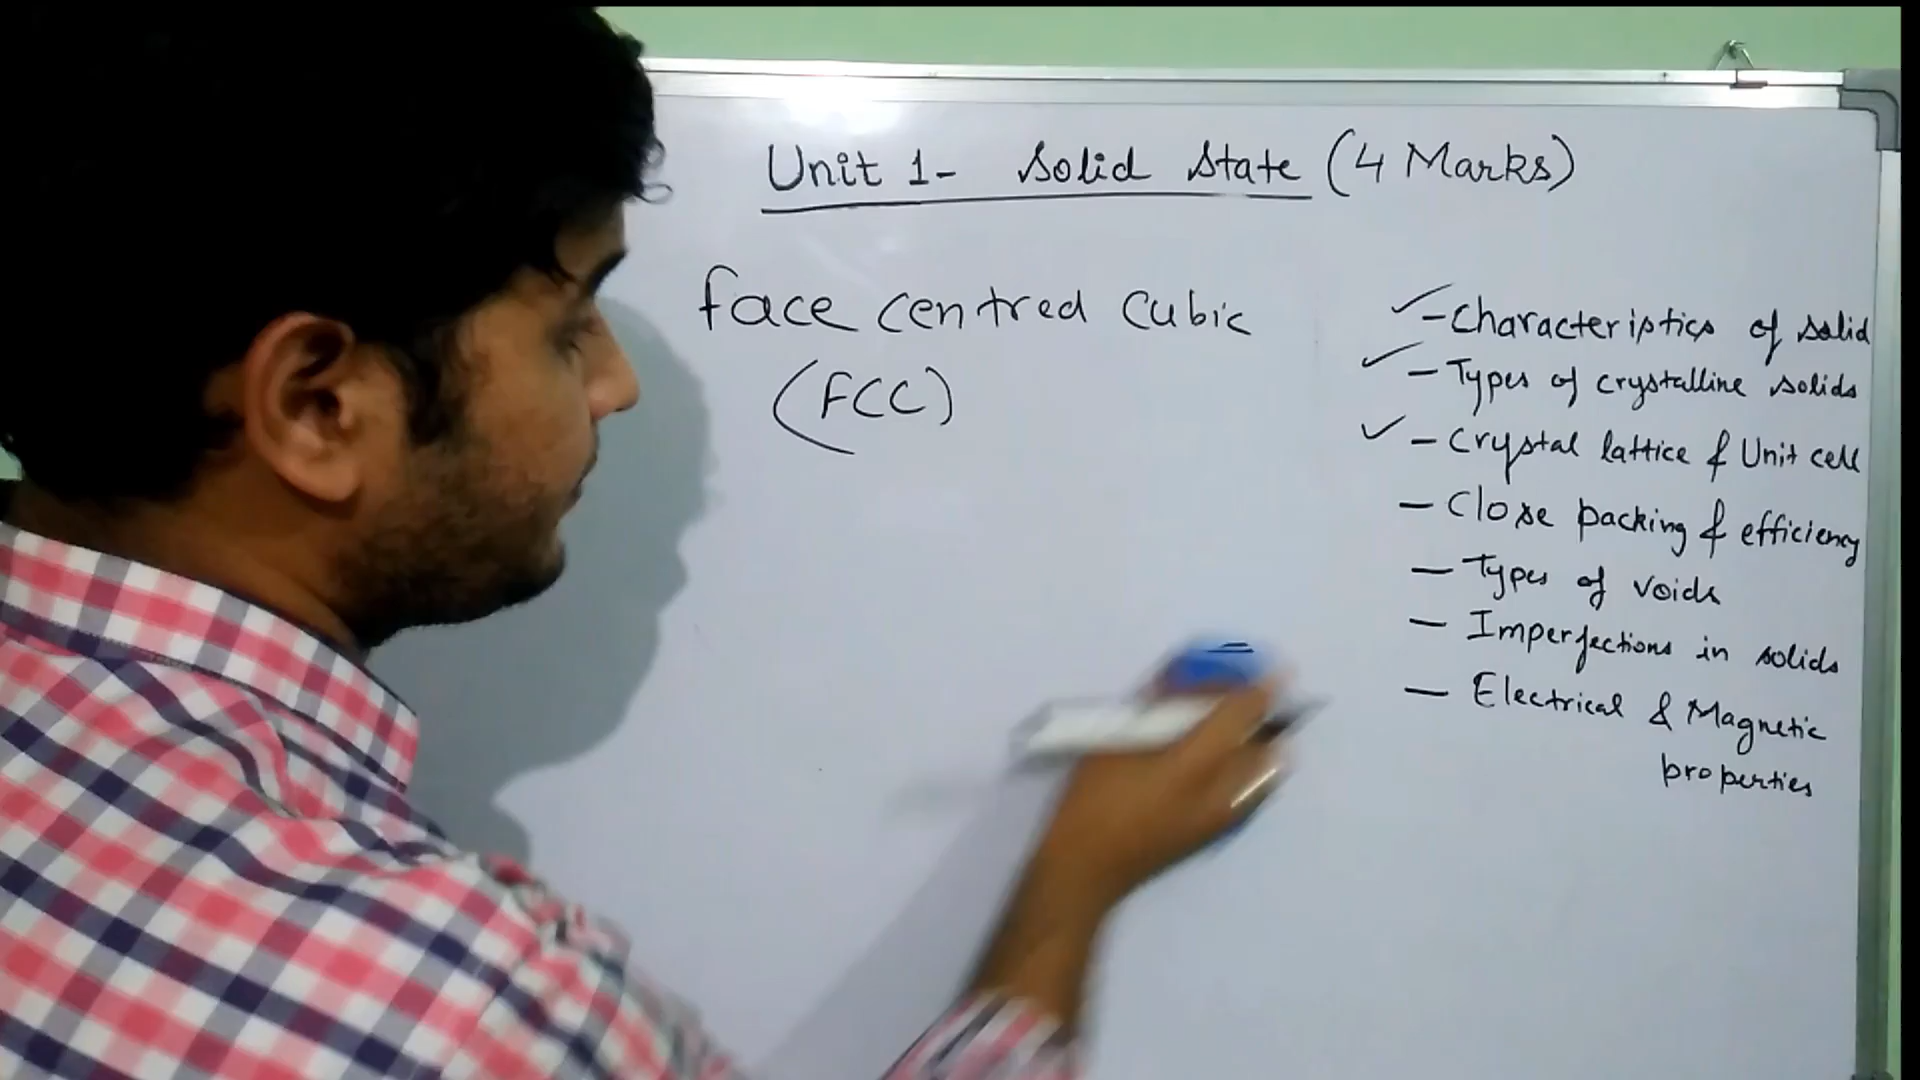 Unit 1- Solid State (4 Marks)
face centred cubic
(FCC)
- Characteristics of solid
- Types of crystalline solids
- Crystal lattice & Unit cell
- Close packing & efficiency
- Types of voids
- Imperfections in solids
- Electrical & Magnetic
properties